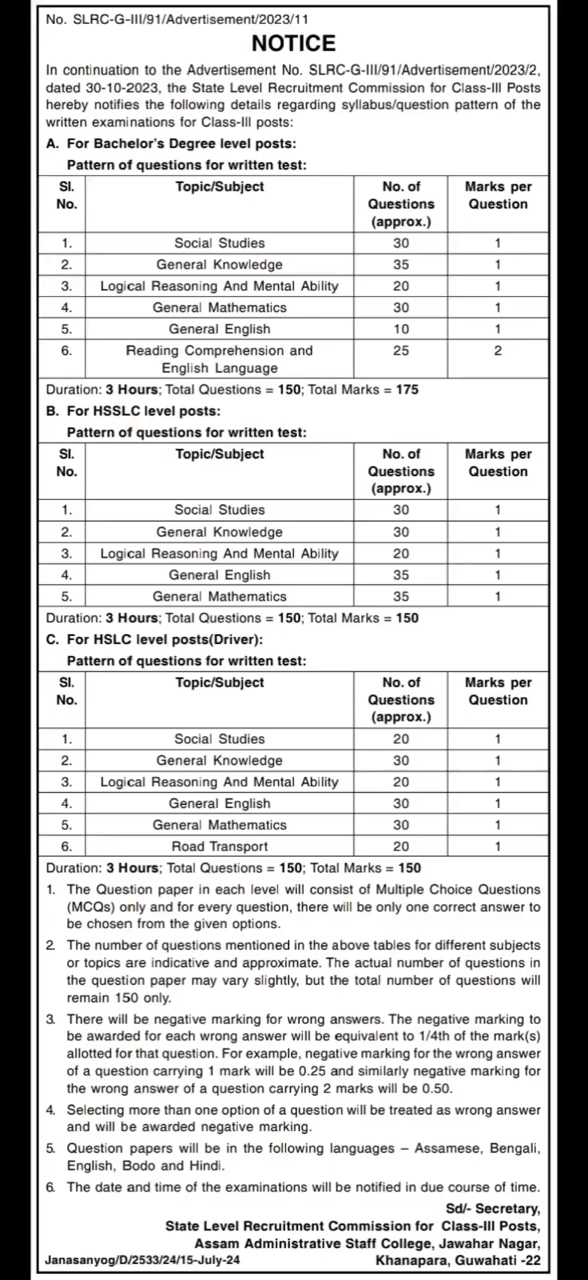 No. SLRC-G-III/91/Advertisement/2023/11
NOTICE
In continuation to the Advertisement No. SLRC-G-III/91/Advertisement/2023/2,
dated 30-10-2023, the State Level Recruitment Commission for Class-III Posts
hereby notifies the following details regarding syllabus/question pattern of the
written examinations for Class-III posts:
A. For Bachelor's Degree level posts:
Pattern of questions for written test:
Sl. No. Topic/Subject No. of Questions (approx.) Marks per Question
1. Social Studies 30 1
2. General Knowledge 35 1
3. Logical Reasoning And Mental Ability 20 1
4. General Mathematics 30 1
5. General English 10 1
6. Reading Comprehension and English Language 25 2
Duration: 3 Hours; Total Questions = 150; Total Marks = 175
B. For HSSLC level posts:
Pattern of questions for written test:
Sl. No. Topic/Subject No. of Questions (approx.) Marks per Question
1. Social Studies 30 1
2. General Knowledge 30 1
3. Logical Reasoning And Mental Ability 20 1
4. General English 35 1
5. General Mathematics 35 1
Duration: 3 Hours; Total Questions = 150; Total Marks = 150
C. For HSLC level posts(Driver):
Pattern of questions for written test:
Sl. No. Topic/Subject No. of Questions (approx.) Marks per Question
1. Social Studies 20 1
2. General Knowledge 30 1
3. Logical Reasoning And Mental Ability 20 1
4. General English 30 1
5. General Mathematics 30 1
6. Road Transport 20 1
Duration: 3 Hours; Total Questions = 150; Total Marks = 150
1. The Question paper in each level will consist of Multiple Choice Questions
(MCQs) only and for every question, there will be only one correct answer to
be chosen from the given options.
2. The number of questions mentioned in the above tables for different subjects
or topics are indicative and approximate. The actual number of questions in
the question paper may vary slightly, but the total number of questions will
remain 150 only.
3. There will be negative marking for wrong answers. The negative marking to
be awarded for each wrong answer will be equivalent to 1/4th of the mark(s)
allotted for that question. For example, negative marking for the wrong answer
of a question carrying 1 mark will be 0.25 and similarly negative marking for
the wrong answer of a question carrying 2 marks will be 0.50.
4. Selecting more than one option of a question will be treated as wrong answer
and will be awarded negative marking.
5. Question papers will be in the following languages – Assamese, Bengali,
English, Bodo and Hindi.
6. The date and time of the examinations will be notified in due course of time.
Sd/- Secretary,
State Level Recruitment Commission for Class-III Posts,
Assam Administrative Staff College, Jawahar Nagar,
Janasanyog/D/2533/24/15-July-24 Khanapara, Guwahati -22